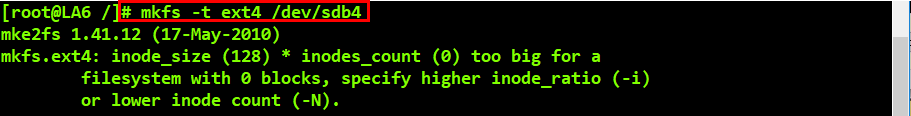 [root@LA6 /]# mkfs -t ext4 /dev/sdb4
mke2fs 1.41.12 (17-May-2010)
mkfs.ext4: inode_size (128) * inodes_count (0) too big for a
        filesystem with 0 blocks, specify higher inode_ratio (-i)
        or lower inode count (-N).